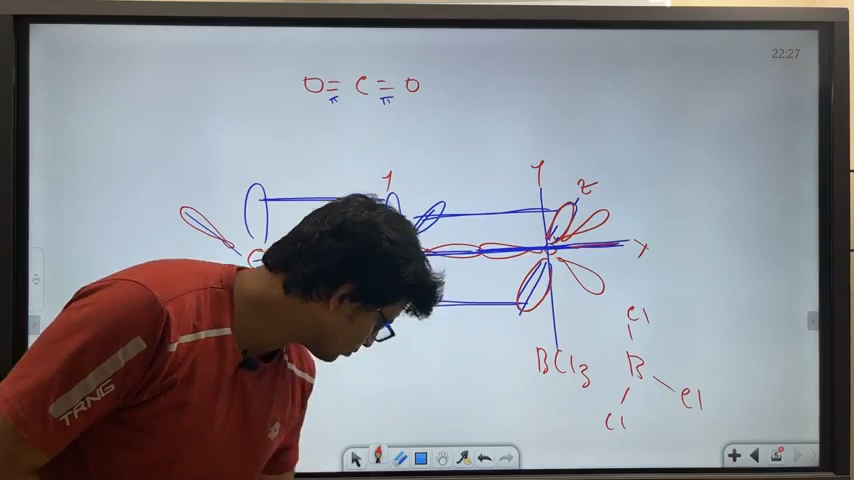 22:27
O=C=O
π π
Y
Y
Z
X
BCl3
Cl
B
Cl
Cl
TRNG